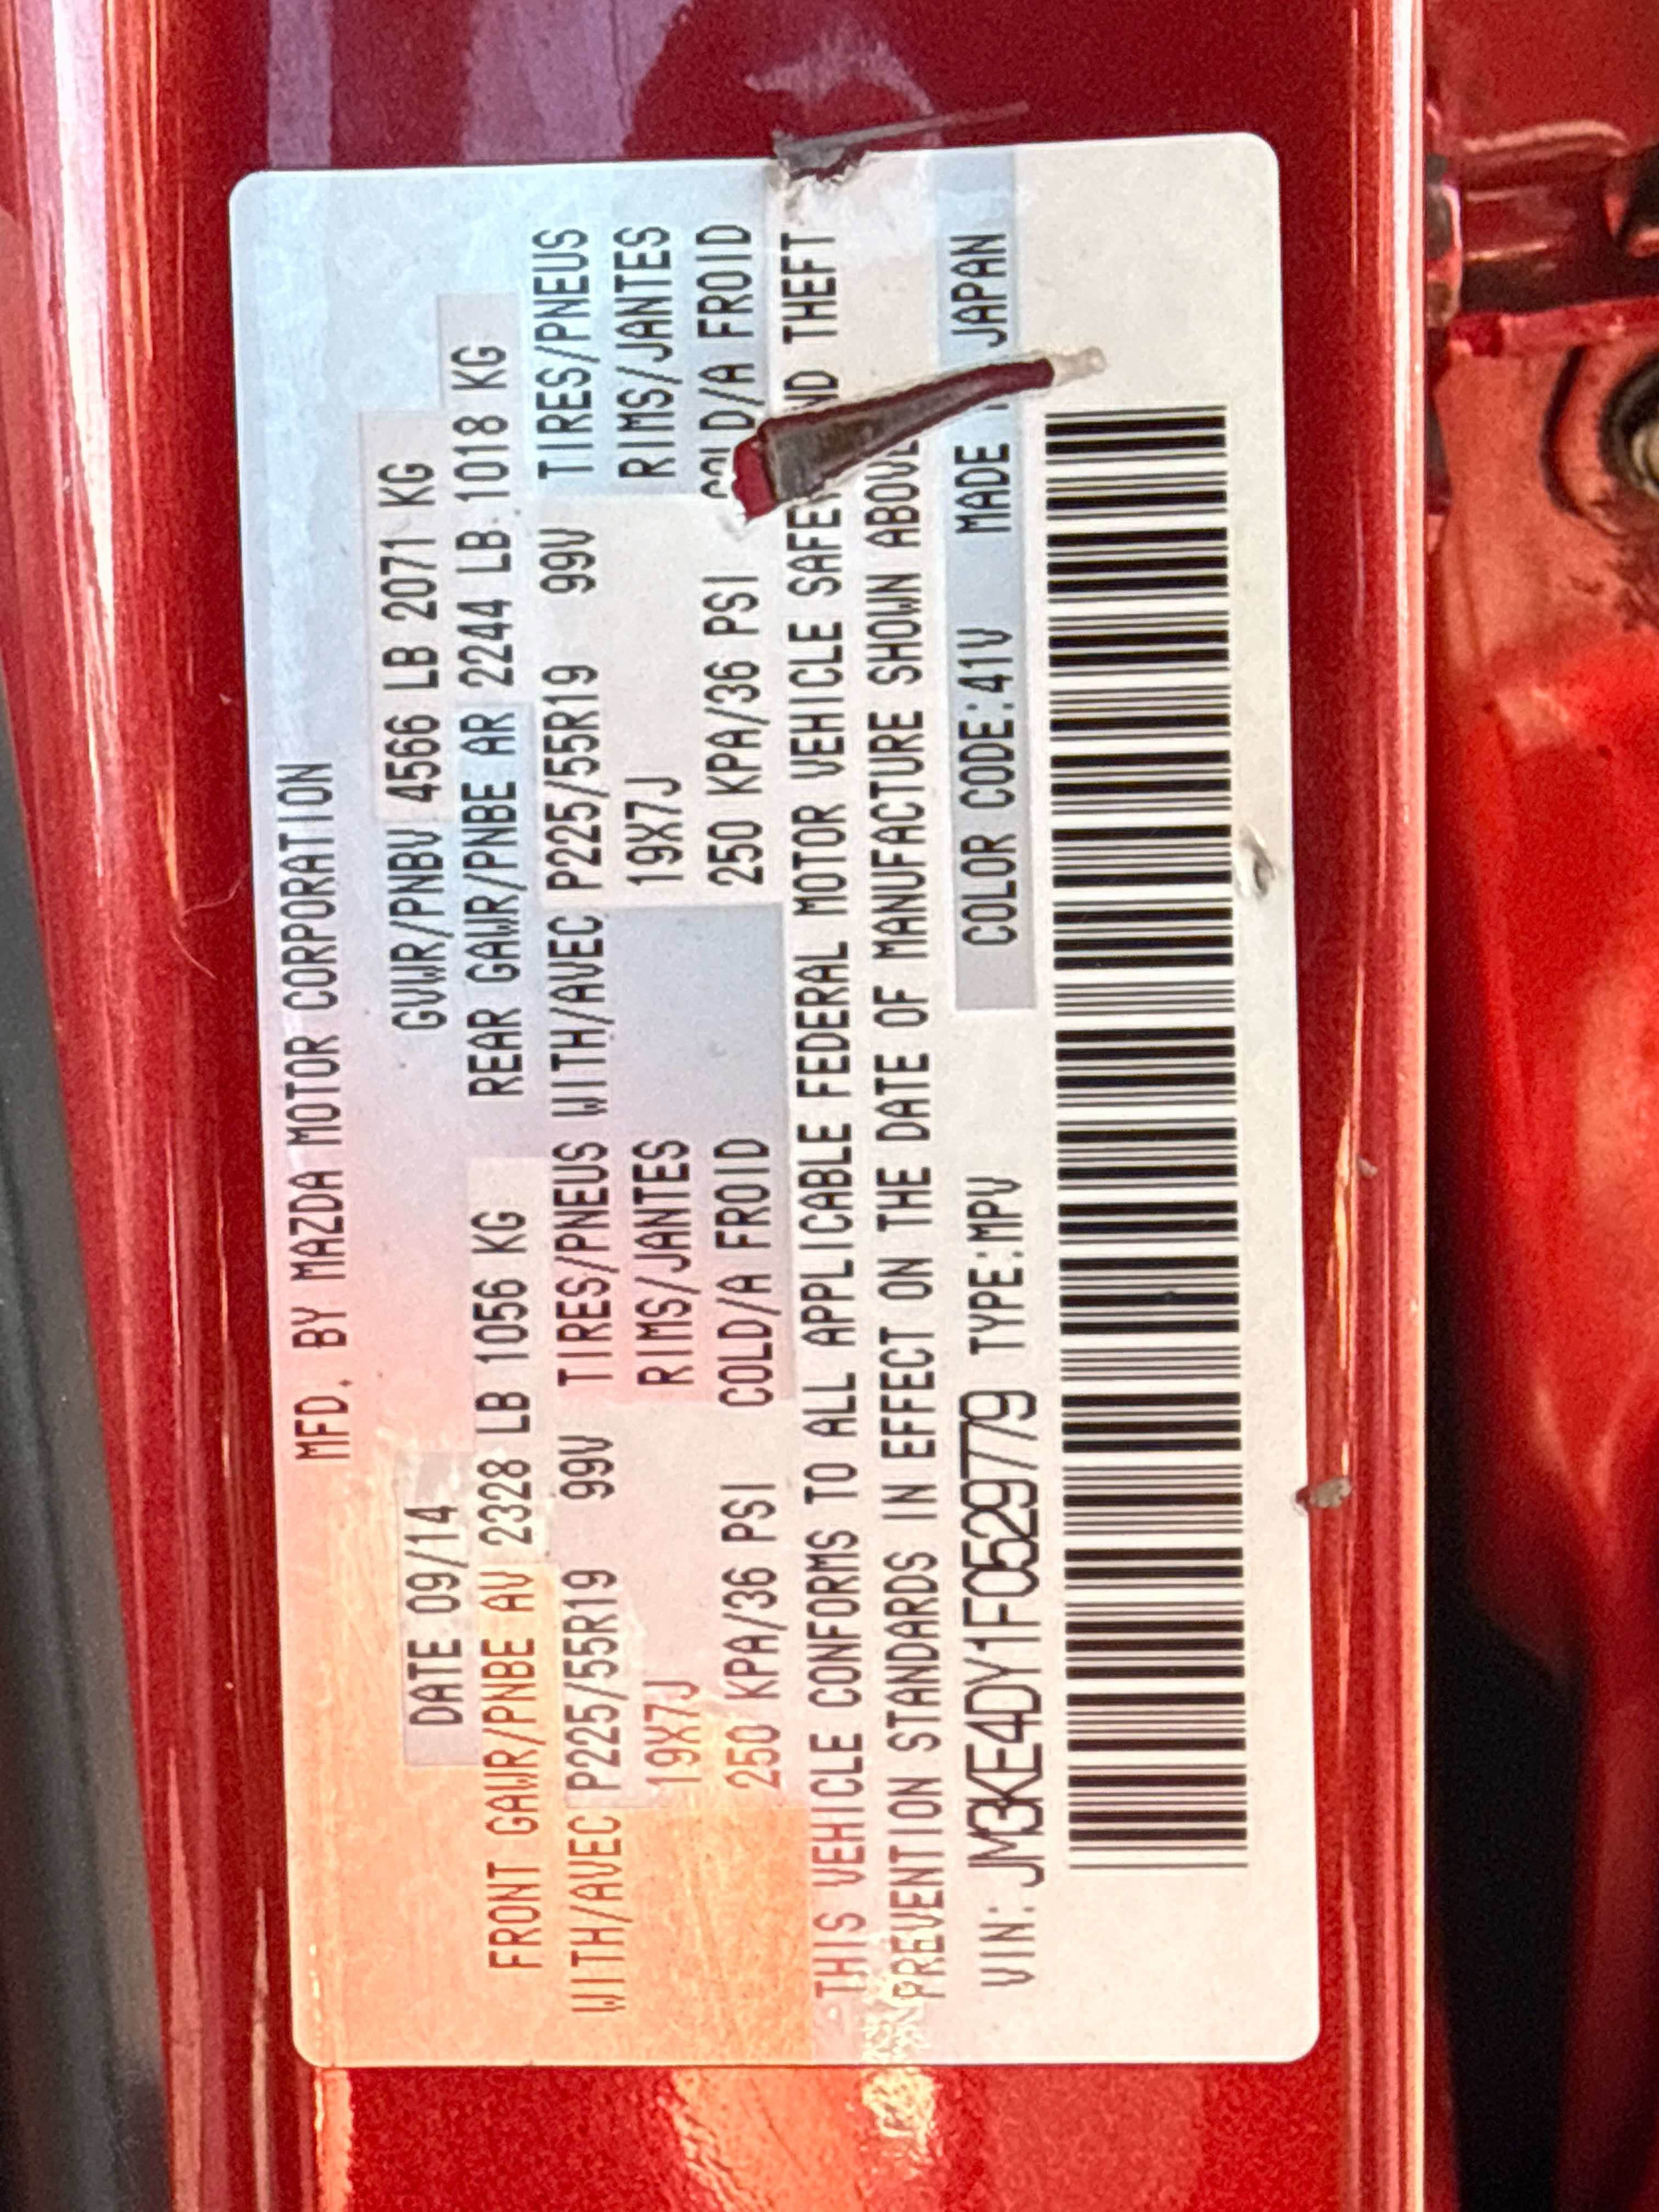 MFD. BY MAZDA MOTOR CORPORATION
DATE 09/14 GVWR/PNBV 4566 LB 2071 KG
FRONT GAWR/PNBE AV 2328 LB 1056 KG REAR GAWR/PNBE AR 2244 LB 1018 KG
WITH/AVEC P225/55R19 99V TIRES/PNEUS WITH/AVEC P225/55R19 99V TIRES/PNEUS
19X7J RIMS/JANTES 19X7J RIMS/JANTES
250 KPA/36 PSI COLD/A FROID 250 KPA/36 PSI COLD/A FROID
THIS VEHICLE CONFORMS TO ALL APPLICABLE FEDERAL MOTOR VEHICLE THEFT
PREVENTION STANDARDS IN EFFECT ON THE DATE OF MANUFACTURE SHOWN ABOVE
VIN: JM3KE4DY1F0529779 TYPE:MPV COLOR CODE:41V MADE JAPAN